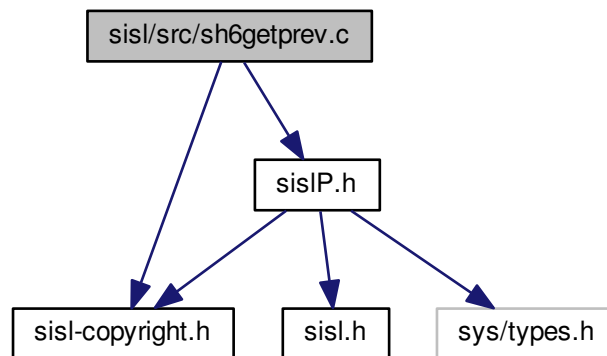 sisl/src/sh6getprev.c
sislP.h
sisl-copyright.h
sisl.h
sys/types.h